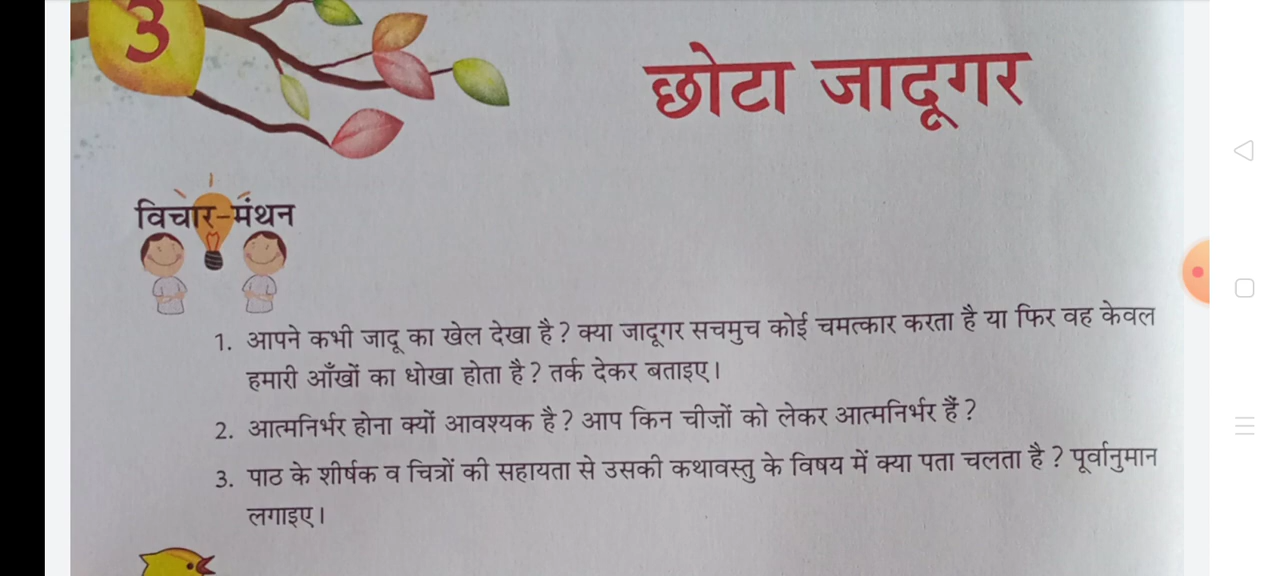 3
छोटा जादूगर
विचार-मंथन
1. आपने कभी जादू का खेल देखा है? क्या जादूगर सचमुच कोई चमत्कार करता है या फिर वह केवल
हमारी आँखों का धोखा होता है? तर्क देकर बताइए।
2. आत्मनिर्भर होना क्यों आवश्यक है? आप किन चीज़ों को लेकर आत्मनिर्भर हैं?
3. पाठ के शीर्षक व चित्रों की सहायता से उसकी कथावस्तु के विषय में क्या पता चलता है? पूर्वानुमान
लगाइए।